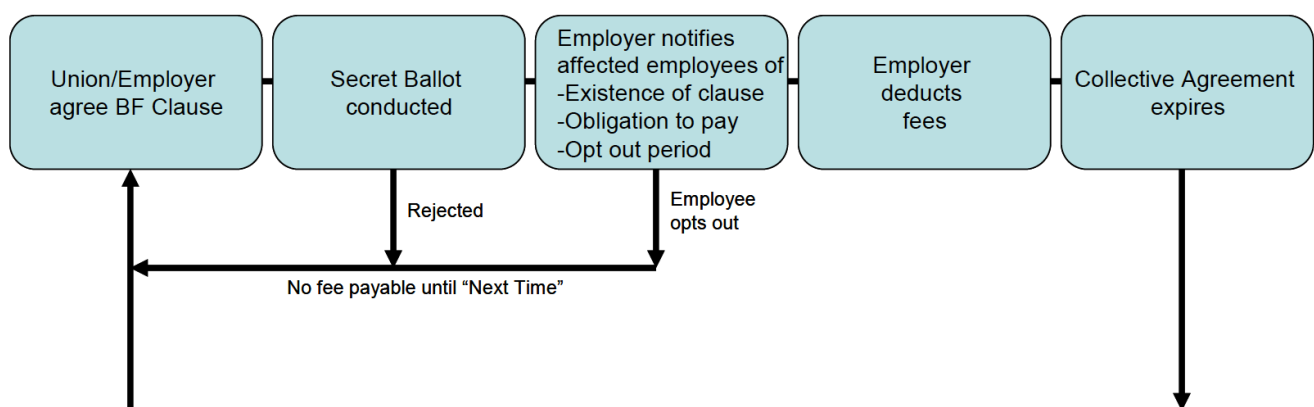 Union/Employer
agree BF Clause
Secret Ballot
conducted
Employer notifies
affected employees of
-Existence of clause
-Obligation to pay
-Opt out period
Employer
deducts
fees
Collective Agreement
expires
Rejected
Employee
opts out
No fee payable until “Next Time”